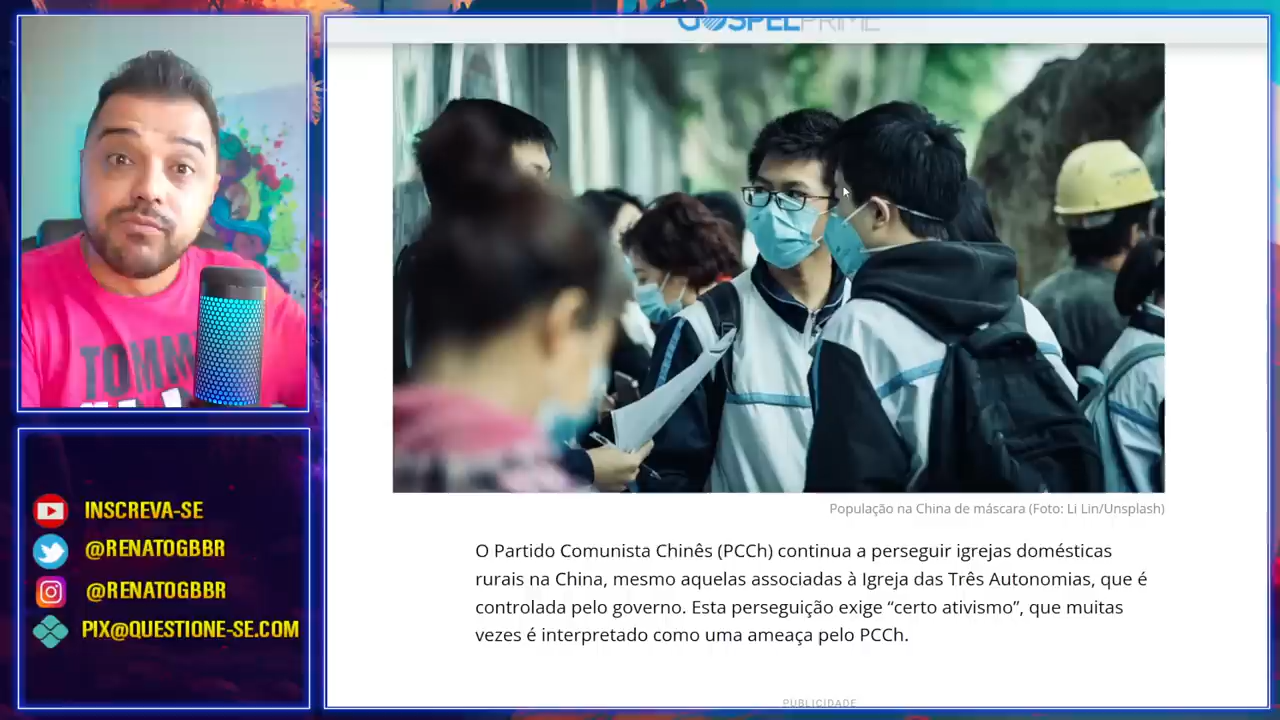 GOSPELPRIME
TOMM
INSCREVA-SE
@RENATOGBBR
@RENATOGBBR
PIX@QUESTIONE-SE.COM
População na China de máscara (Foto: Li Lin/Unsplash)
O Partido Comunista Chinês (PCCh) continua a perseguir igrejas domésticas
rurais na China, mesmo aquelas associadas à Igreja das Três Autonomias, que é
controlada pelo governo. Esta perseguição exige “certo ativismo”, que muitas
vezes é interpretado como uma ameaça pelo PCCh.
PUBLICIDADE